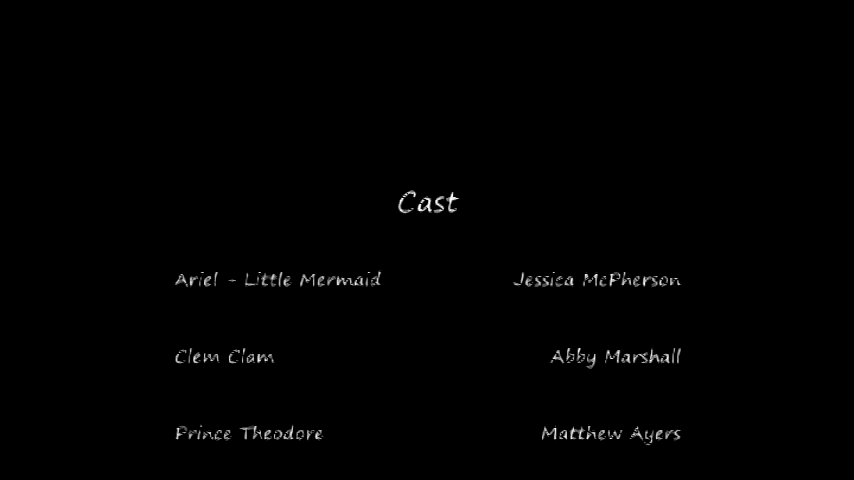 Cast
Ariel - Little Mermaid Jessica McPherson
Clem Clam Abby Marshall
Prince Theodore Matthew Ayers